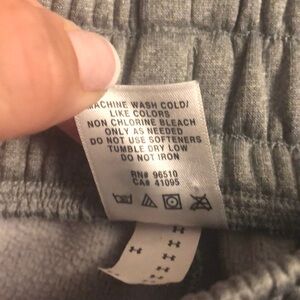 MACHINE WASH COLD/
LIKE COLORS
NON CHLORINE BLEACH
ONLY AS NEEDED
DO NOT USE SOFTENERS
TUMBLE DRY LOW
DO NOT IRON
RN# 96510
CA# 41095